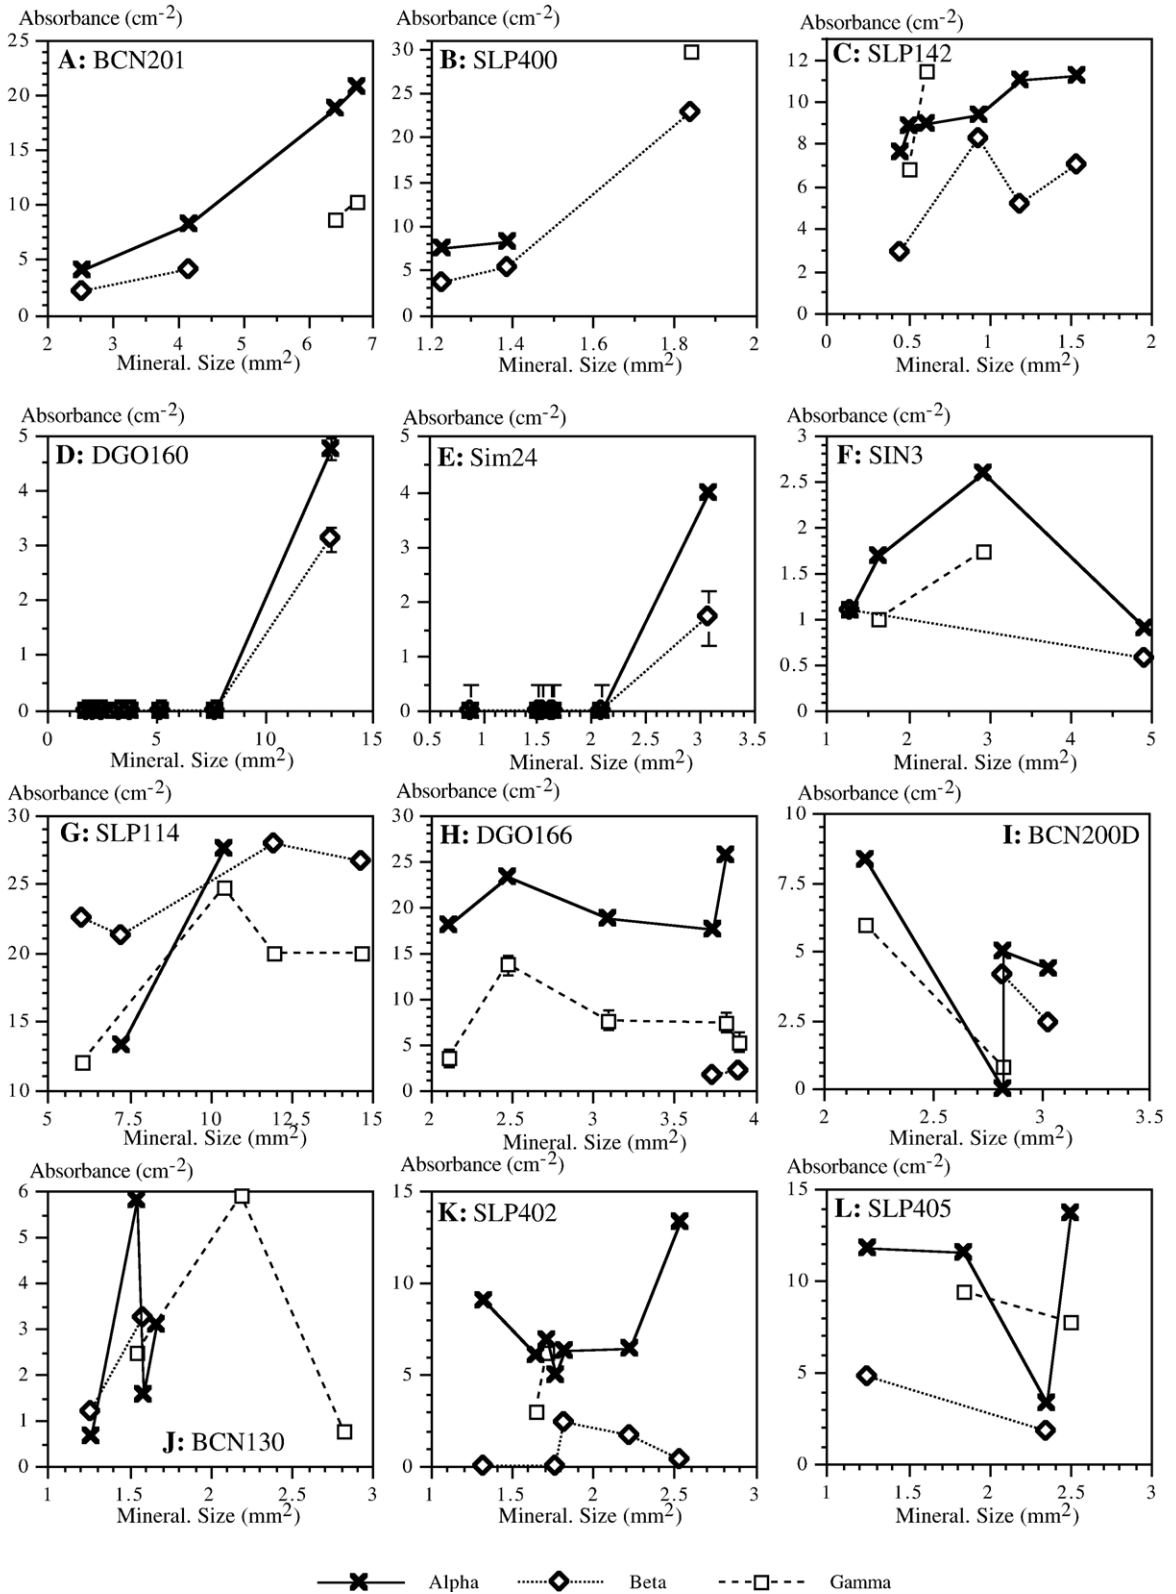 Absorbance (cm-2)
A: BCN201
25
20
15
10
5
0
2 3 4 5 6 7
Mineral. Size (mm2)
Absorbance (cm-2)
B: SLP400
30
25
20
15
10
5
0
1.2 1.4 1.6 1.8 2
Mineral. Size (mm2)
Absorbance (cm-2)
C: SLP142
12
10
8
6
4
2
0
0 0.5 1 1.5 2
Mineral. Size (mm2)
Absorbance (cm-2)
D: DGO160
5
4
3
2
1
0
0 5 10 15
Mineral. Size (mm2)
Absorbance (cm-2)
E: Sim24
5
4
3
2
1
0
0.5 1 1.5 2 2.5 3 3.5
Mineral. Size (mm2)
Absorbance (cm-2)
F: SIN3
3
2.5
2
1.5
1
0.5
0
1 2 3 4 5
Mineral. Size (mm2)
Absorbance (cm-2)
G: SLP114
30
25
20
15
10
5 7.5 10 12.5 15
Mineral. Size (mm2)
Absorbance (cm-2)
H: DGO166
30
25
20
15
10
5
0
2 2.5 3 3.5 4
Mineral. Size (mm2)
Absorbance (cm-2)
I: BCN200D
10
7.5
5
2.5
0
2 2.5 3 3.5
Mineral. Size (mm2)
Absorbance (cm-2)
6
5
4
3
2
1
0
J: BCN130
1 1.5 2 2.5 3
Mineral. Size (mm2)
Absorbance (cm-2)
K: SLP402
15
10
5
0
1 1.5 2 2.5 3
Mineral. Size (mm2)
Absorbance (cm-2)
L: SLP405
15
10
5
0
1 1.5 2 2.5 3
Mineral. Size (mm2)
Alpha Beta Gamma